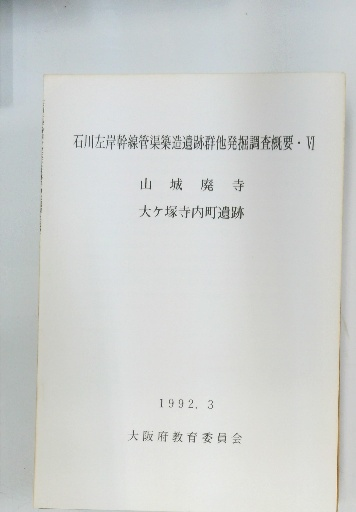 石川左岸幹線管渠築造遺跡群他発掘調査概要・Ⅵ
山城廃寺
大ケ塚寺内町遺跡
1992.3
大阪府教育委員会